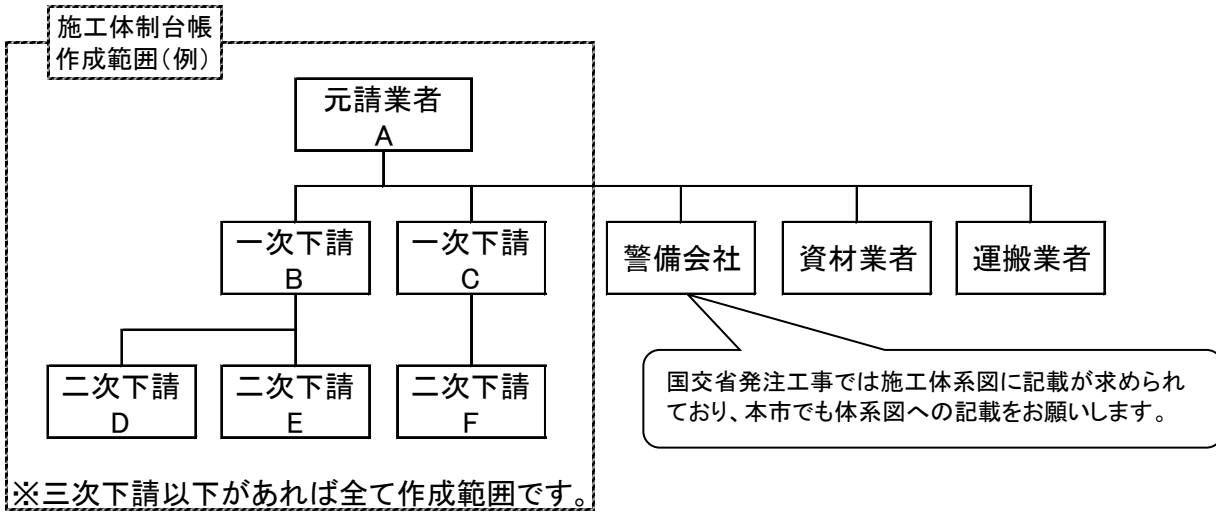 施工体制台帳
作成範囲(例)
元請業者
A
一次下請
B
一次下請
C
警備会社
資材業者
運搬業者
二次下請
D
二次下請
E
二次下請
F
国交省発注工事では施工体系図に記載が求められ
ており、本市でも体系図への記載をお願いします。
※三次下請以下があれば全て作成範囲です。